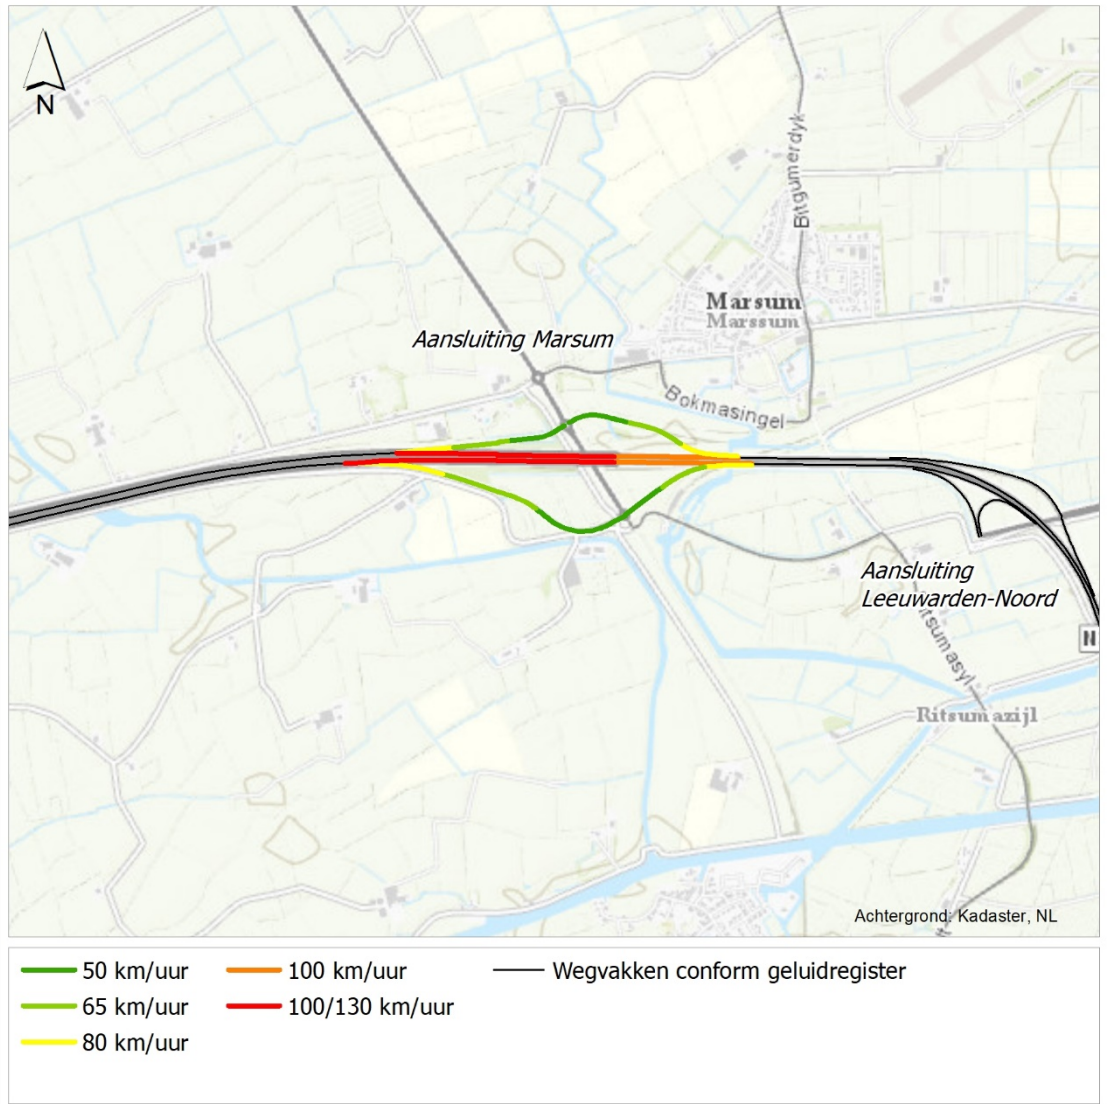 N
Bitgumerdyk
Marsum
Marssum
Aansluiting Marsum
Bokmasingel
Aansluiting
Leeuwarden-Noord
N
Ritsumazijl
Achtergrond: Kadaster, NL
50 km/uur
100 km/uur
Wegvakken conform geluidregister
65 km/uur
100/130 km/uur
80 km/uur